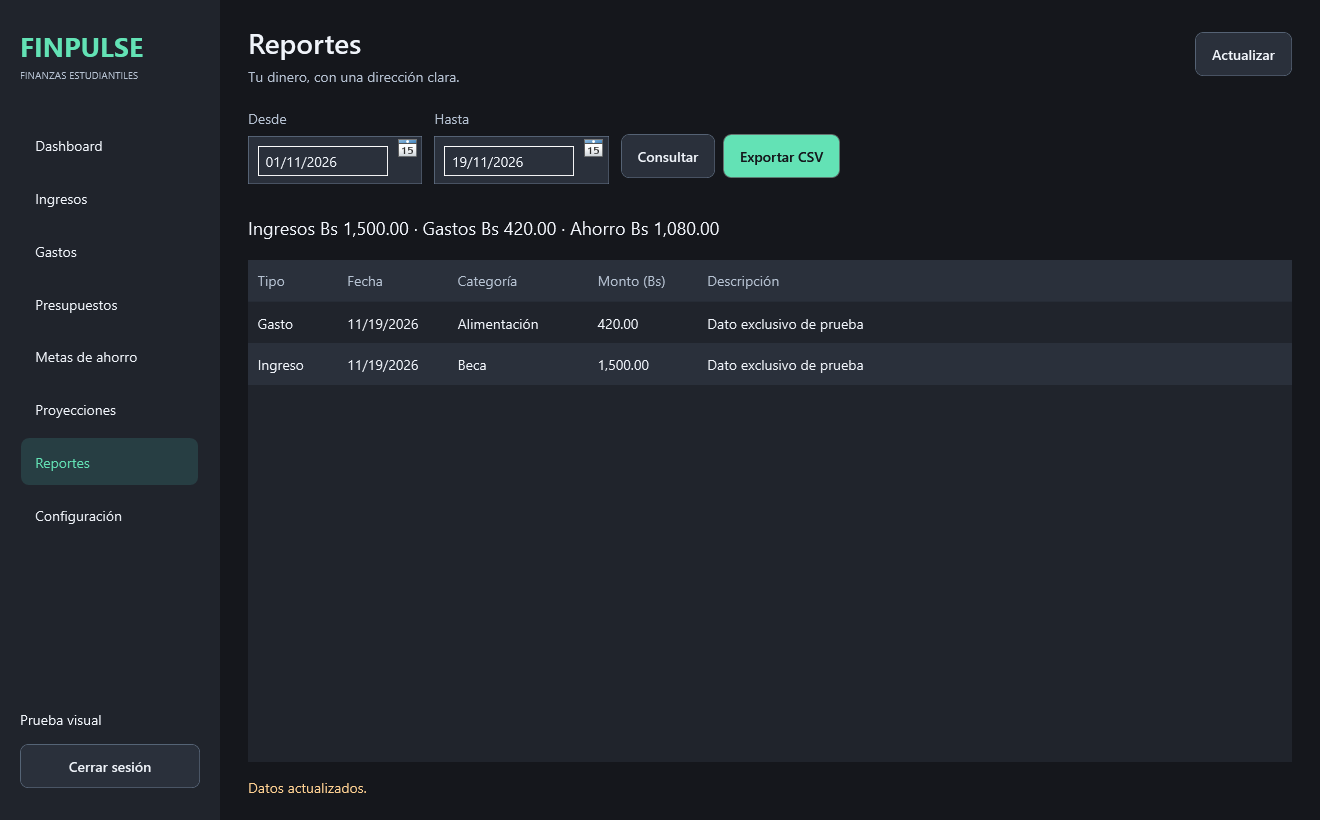 FINPULSE
FINANZAS ESTUDIANTILES
Dashboard
Ingresos
Gastos
Presupuestos
Metas de ahorro
Proyecciones
Reportes
Configuración
Prueba visual
Cerrar sesión
Reportes
Tu dinero, con una dirección clara.
Actualizar
Desde Hasta
01/11/2026 15 19/11/2026 15 Consultar Exportar CSV
Ingresos Bs 1,500.00 · Gastos Bs 420.00 · Ahorro Bs 1,080.00
Tipo Fecha Categoría Monto (Bs) Descripción
Gasto 11/19/2026 Alimentación 420.00 Dato exclusivo de prueba
Ingreso 11/19/2026 Beca 1,500.00 Dato exclusivo de prueba
Datos actualizados.